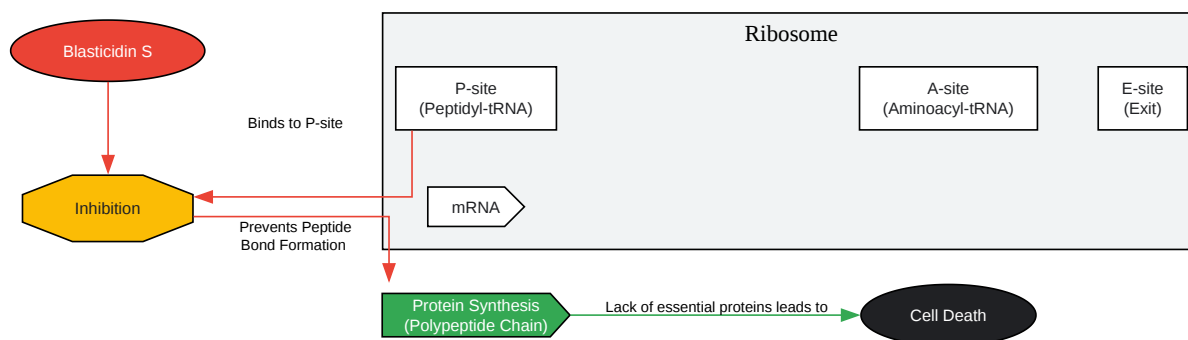 Ribosome
Blasticidin S
P-site
(Peptidyl-tRNA)
A-site
(Aminoacyl-tRNA)
E-site
(Exit)
Binds to P-site
Inhibition
mRNA
Prevents Peptide
Bond Formation
Protein Synthesis
(Polypeptide Chain)
Lack of essential proteins leads to
Cell Death